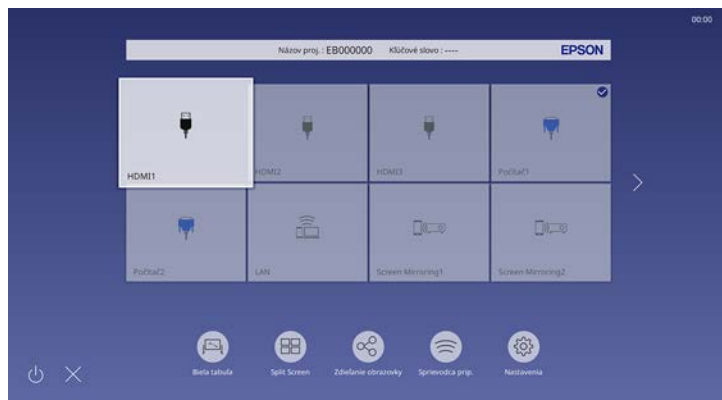 00:00
Názov proj. : EB000000 Kľúčové slovo : ---- EPSON
HDMI1 HDMI2 HDMI3 Počítač1
Počítač2 LAN Screen Mirroring1 Screen Mirroring2
Biela tabuľa Split Screen Zdieľanie obrazovky Sprievodca prip. Nastavenia